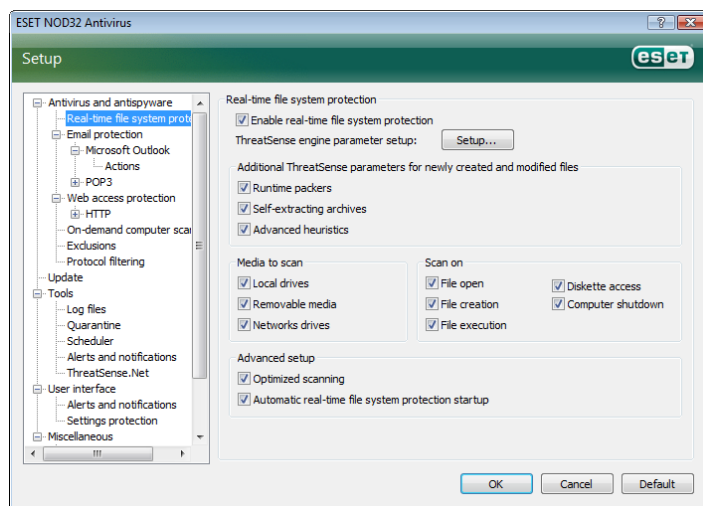 ESET NOD32 Antivirus
Setup
eseT
Antivirus and antispyware
Real-time file system prote
Email protection
Microsoft Outlook
Actions
POP3
Web access protection
HTTP
On-demand computer scar
Exclusions
Protocol filtering
Update
Tools
Log files
Quarantine
Scheduler
Alerts and notifications
ThreatSense.Net
User interface
Alerts and notifications
Settings protection
Miscellaneous
Real-time file system protection
Enable real-time file system protection
ThreatSense engine parameter setup: Setup...
Additional ThreatSense parameters for newly created and modified files
Runtime packers
Self-extracting archives
Advanced heuristics
Media to scan
Local drives
Removable media
Networks drives
Scan on
File open
File creation
File execution
Diskette access
Computer shutdown
Advanced setup
Optimized scanning
Automatic real-time file system protection startup
OK Cancel Default